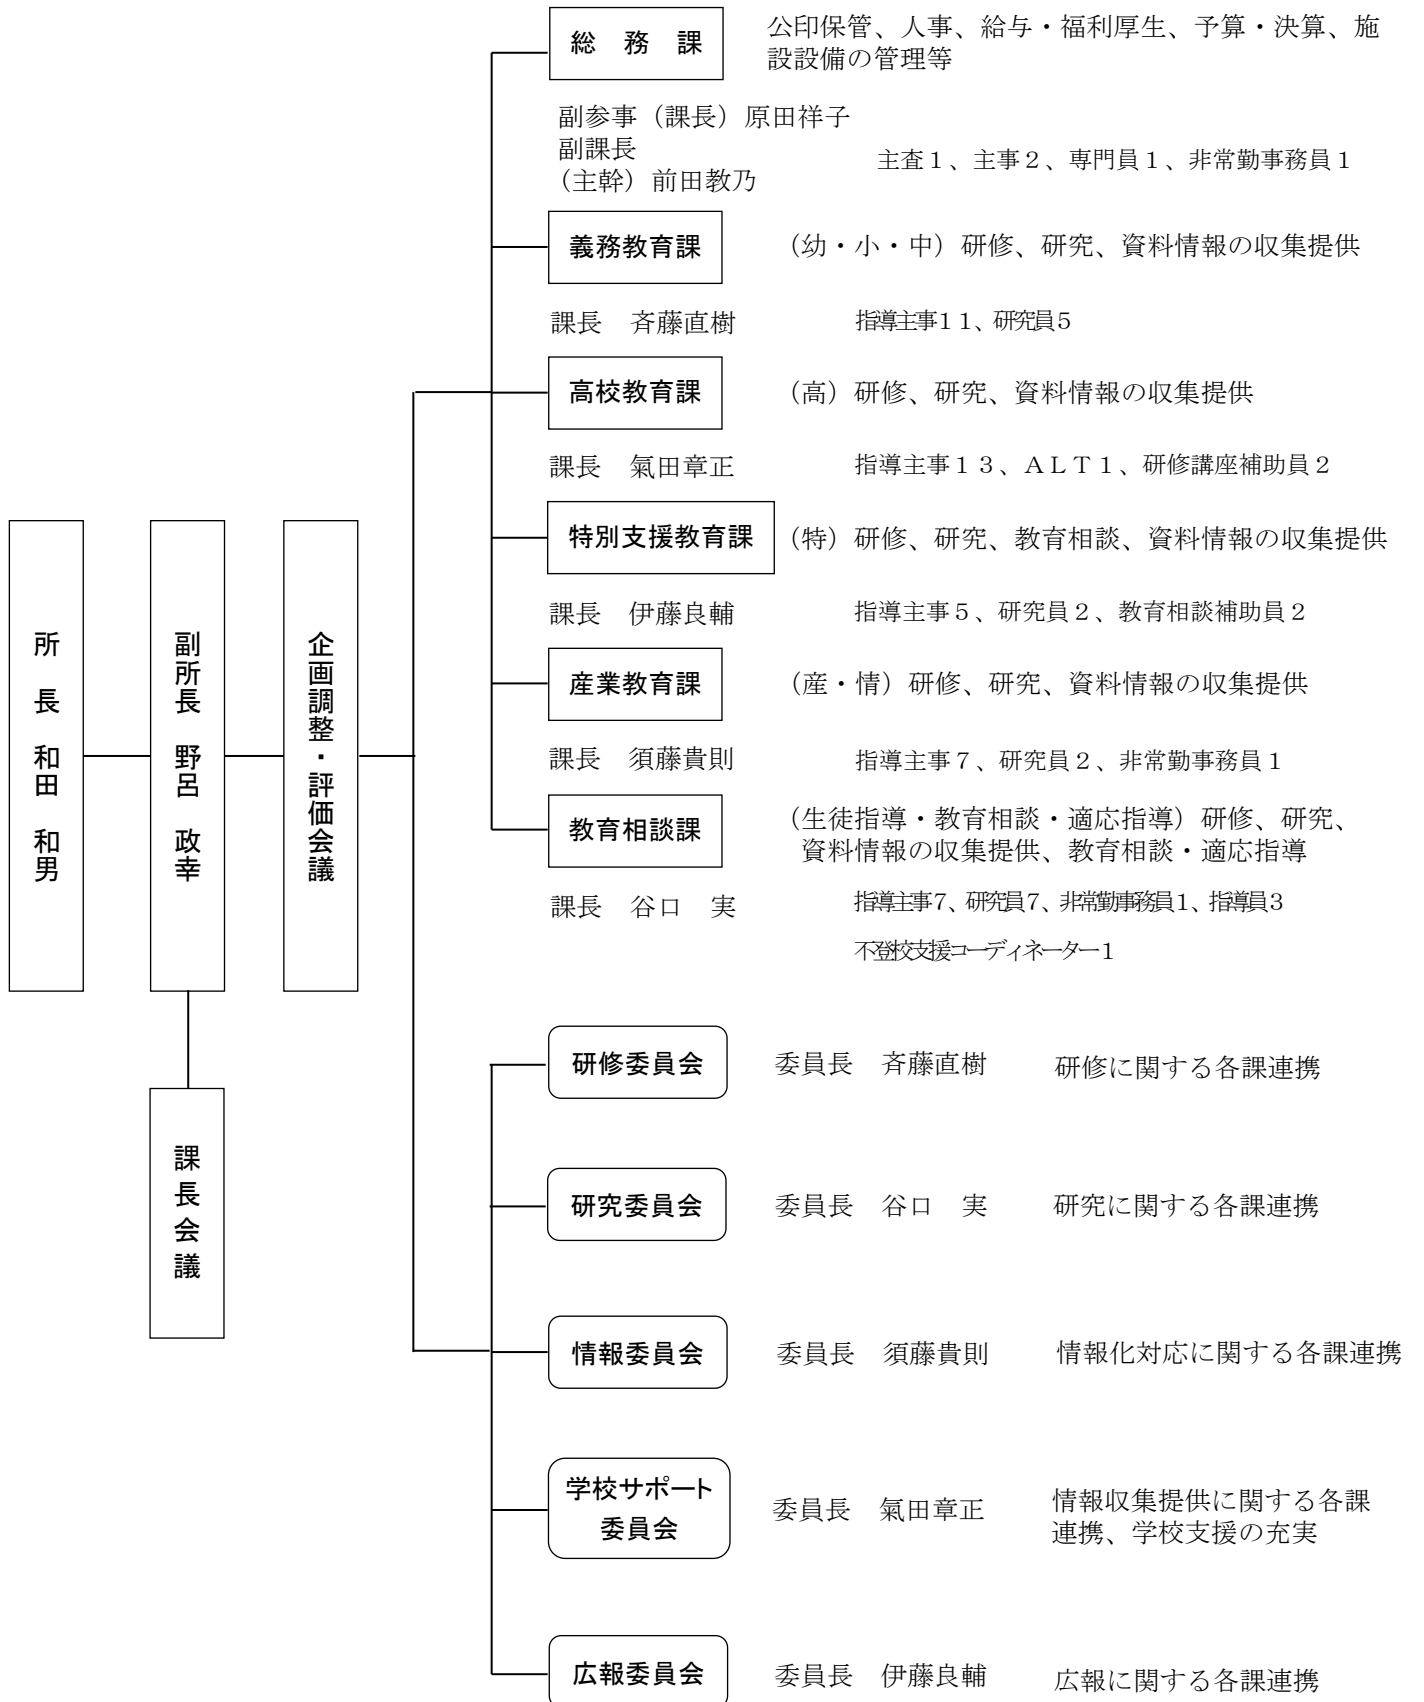 総　務　課
公印保管、人事、給与・福利厚生、予算・決算、施
設設備の管理等
副参事（課長）原田祥子
副課長
（主幹）前田教乃
主査１、主事２、専門員１、非常勤事務員１
義務教育課
（幼・小・中）研修、研究、資料情報の収集提供
課長　斉藤直樹
指導主事１１、研究員５
高校教育課
（高）研修、研究、資料情報の収集提供
課長　氣田章正
指導主事１３、ＡＬＴ１、研修講座補助員２
特別支援教育課
（特）研修、研究、教育相談、資料情報の収集提供
課長　伊藤良輔
指導主事５、研究員２、教育相談補助員２
産業教育課
（産・情）研修、研究、資料情報の収集提供
課長　須藤貴則
指導主事７、研究員２、非常勤事務員１
教育相談課
（生徒指導・教育相談・適応指導）研修、研究、
資料情報の収集提供、教育相談・適応指導
課長　谷口　実
指導主事７、研究員７、非常勤事務員１、指導員３
不登校支援コーディネーター１
所　長　和田　和男
副所長　野呂　政幸
企画調整・評価会議
課長会議
研修委員会
委員長　斉藤直樹
研修に関する各課連携
研究委員会
委員長　谷口　実
研究に関する各課連携
情報委員会
委員長　須藤貴則
情報化対応に関する各課連携
学校サポート
委員会
委員長　氣田章正
情報収集提供に関する各課
連携、学校支援の充実
広報委員会
委員長　伊藤良輔
広報に関する各課連携